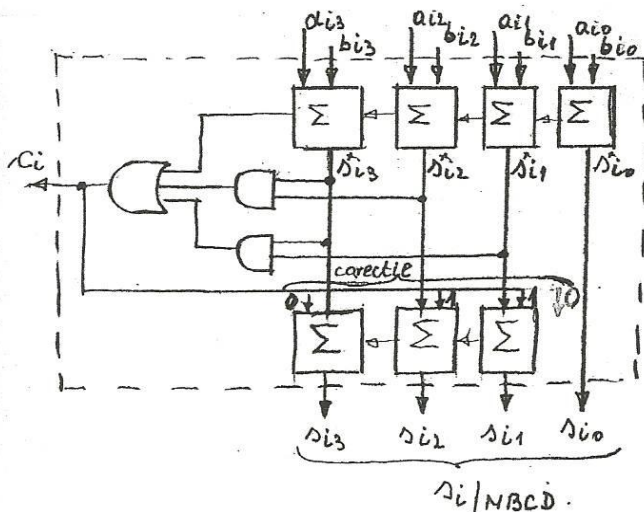 ai3 bi3 ai2 bi2 ai1 bi1 ai0 bi0
Σ Σ Σ Σ
ci
s*i3 s*i2 s*i1 s*i0
corectie
0 1 1 0
Σ Σ Σ
si3 si2 si1 si0
si/NBCD.